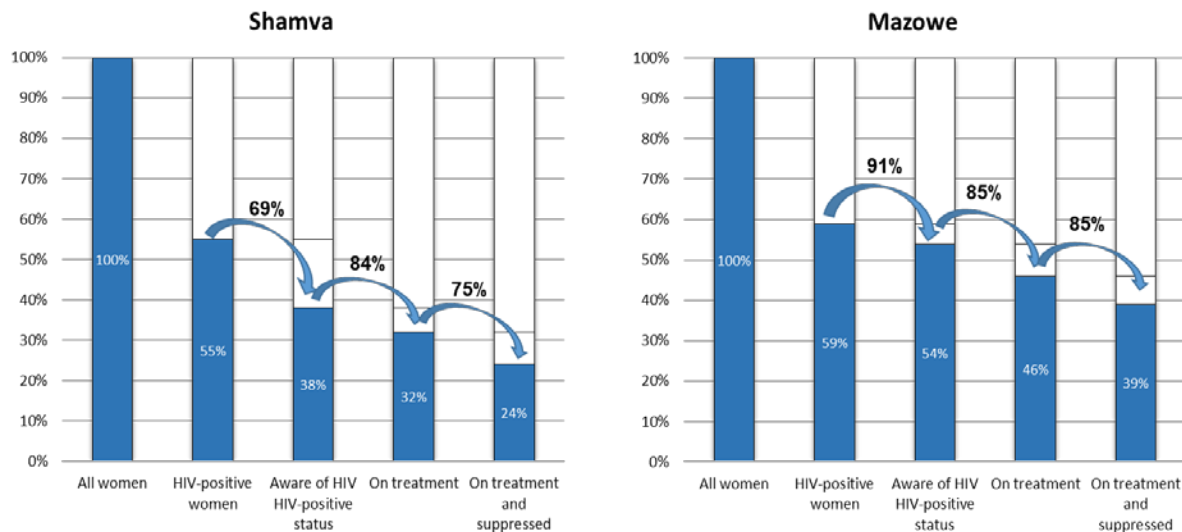 Shamva
100%
90%
80%
70%
60%
50%
40%
30%
20%
10%
0%
69%
84%
75%
100%
55%
38%
32%
24%
All women
HIV-positive
women
Aware of HIV
HIV-positive
status
On treatment
On treatment
and
suppressed
Mazowe
100%
90%
80%
70%
60%
50%
40%
30%
20%
10%
0%
91%
85%
85%
100%
59%
54%
46%
39%
All women
HIV-positive
women
Aware of HIV
HIV-positive
status
On treatment
On treatment
and
suppressed